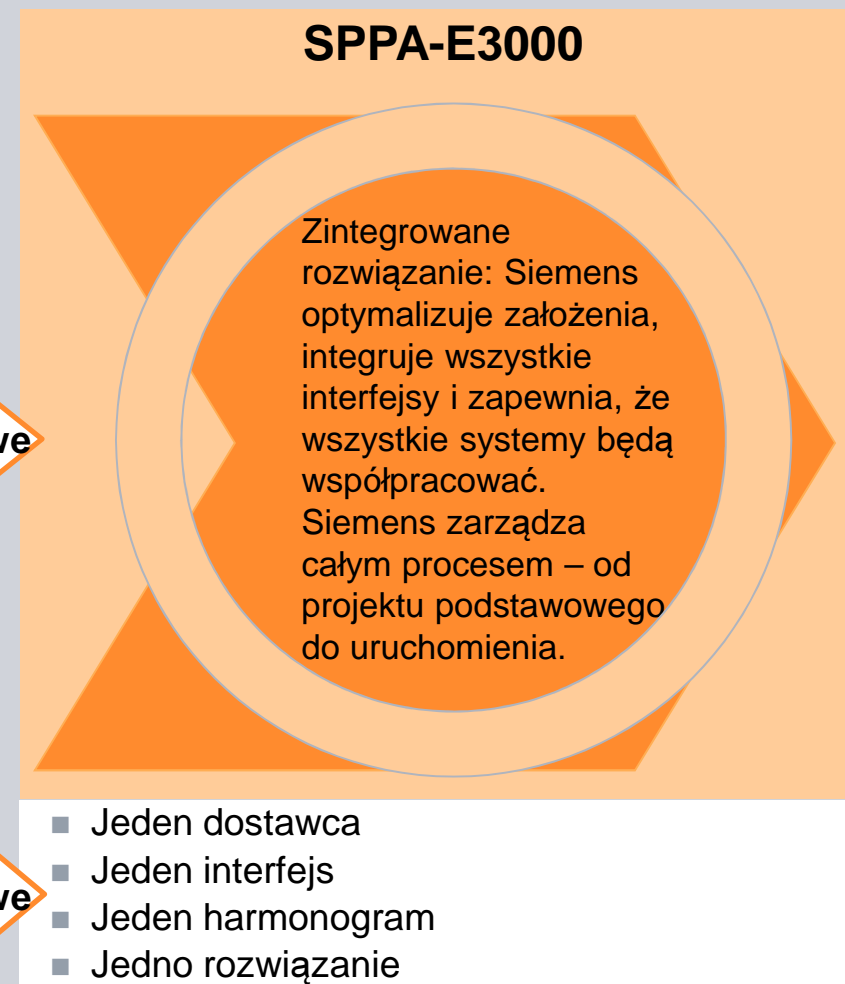 SPPA-E3000
Zintegrowane
rozwiązanie: Siemens
optymalizuje założenia,
integruje wszystkie
interfejsy i zapewnia, że
wszystkie systemy będą
współpracować.
Siemens zarządza
całym procesem – od
projektu podstawowego
do uruchomienia.
Jeden dostawca
Jeden interfejs
Jeden harmonogram
Jedno rozwiązanie